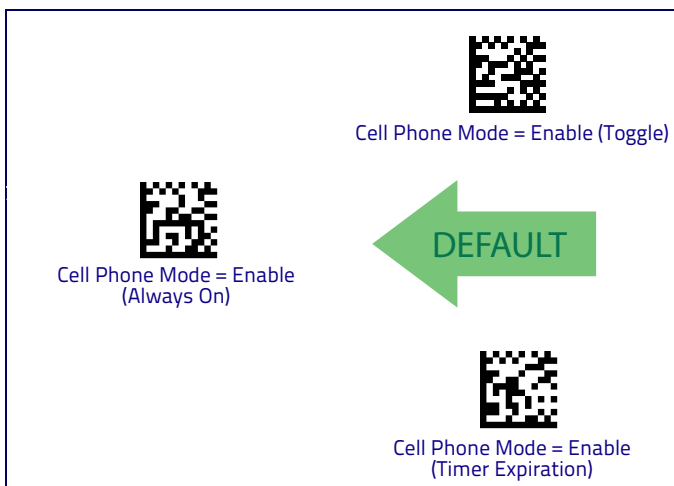 Cell Phone Mode = Enable (Toggle)
Cell Phone Mode = Enable
(Always On)
DEFAULT
Cell Phone Mode = Enable
(Timer Expiration)